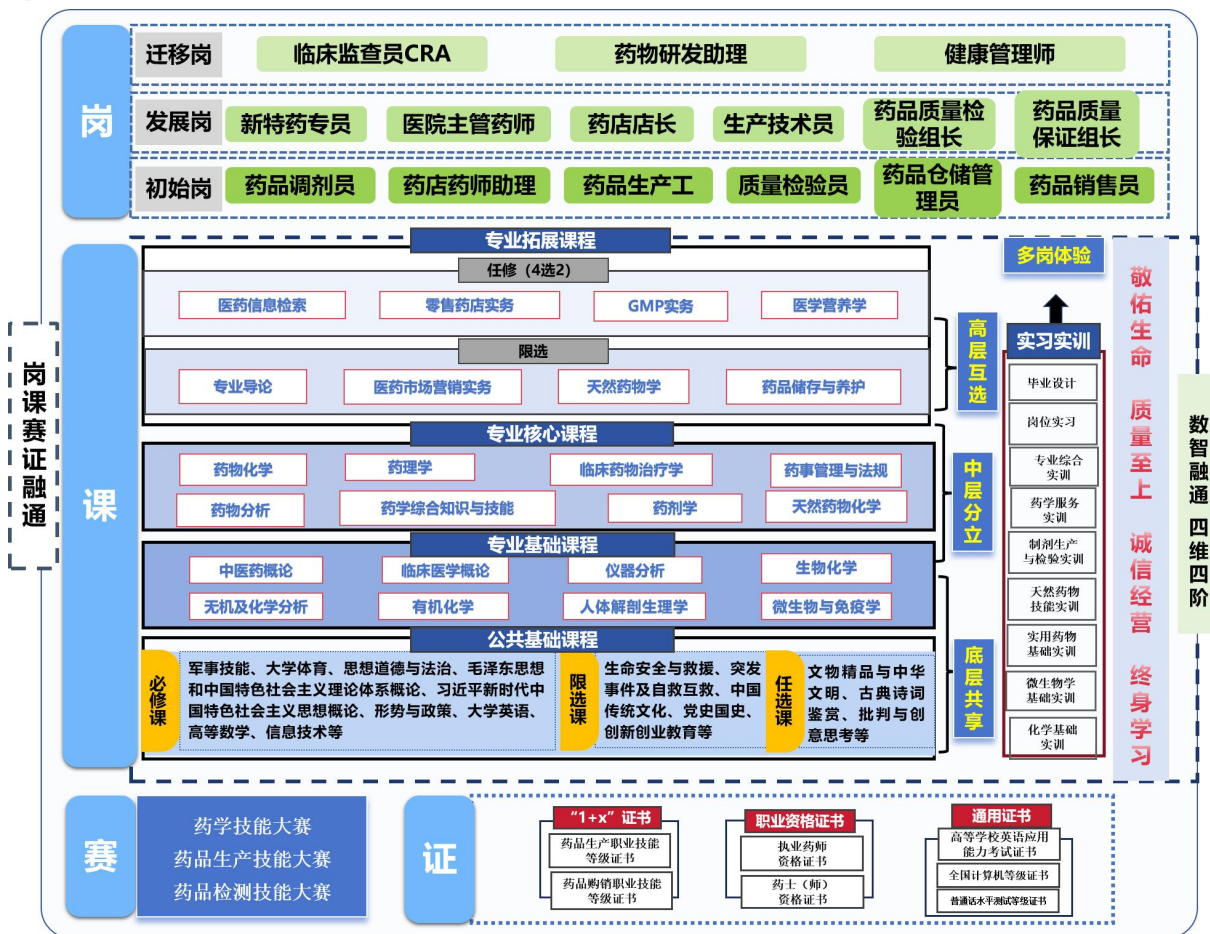 岗课赛证融通
岗
迁移岗
临床监查员CRA
药物研发助理
健康管理师
发展岗
新特药专员
医院主管药师
药店店长
生产技术员
药品质量检
验组长
药品质量
保证组长
初始岗
药品调剂员
药店药师助理
药品生产工
质量检验员
药品仓储管
理员
药品销售员
课
专业拓展课程
任修（4选2）
医药信息检索
零售药店实务
GMP实务
医学营养学
限选
专业导论
医药市场营销实务
天然药物学
药品储存与养护
专业核心课程
药物化学
药理学
临床药物治疗学
药事管理与法规
药物分析
药学综合知识与技能
药剂学
天然药物化学
专业基础课程
中医药概论
临床医学概论
仪器分析
生物化学
无机及化学分析
有机化学
人体解剖生理学
微生物与免疫学
公共基础课程
必修课
军事技能、大学体育、思想道德与法治、毛泽东思想
和中国特色社会主义理论体系概论、习近平新时代中
国特色社会主义思想概论、形势与政策、大学英语、
高等数学、信息技术等
限选课
生命安全与救援、突发
事件及自救互救、中国
传统文化、党史国史、
创新创业教育等
任选课
文物精品与中华
文明、古典诗词
鉴赏、批判与创
意思考等
高层互选
中层分立
底层共享
多岗体验
实习实训
毕业设计
岗位实习
专业综合
实训
药学服务
实训
制剂生产
与检验实训
天然药物
技能实训
实用药物
基础实训
微生物学
基础实训
化学基础
实训
敬佑生命 质量至上 诚信经营 终身学习
数智融通 四维四阶
赛
药学技能大赛
药品生产技能大赛
药品检测技能大赛
证
“1+x”证书
药品生产职业技能
等级证书
药品购销职业技能
等级证书
职业资格证书
执业药师
资格证书
药士（师）
资格证书
通用证书
高等学校英语应用
能力考试证书
全国计算机等级证书
普通话水平测试等级证书